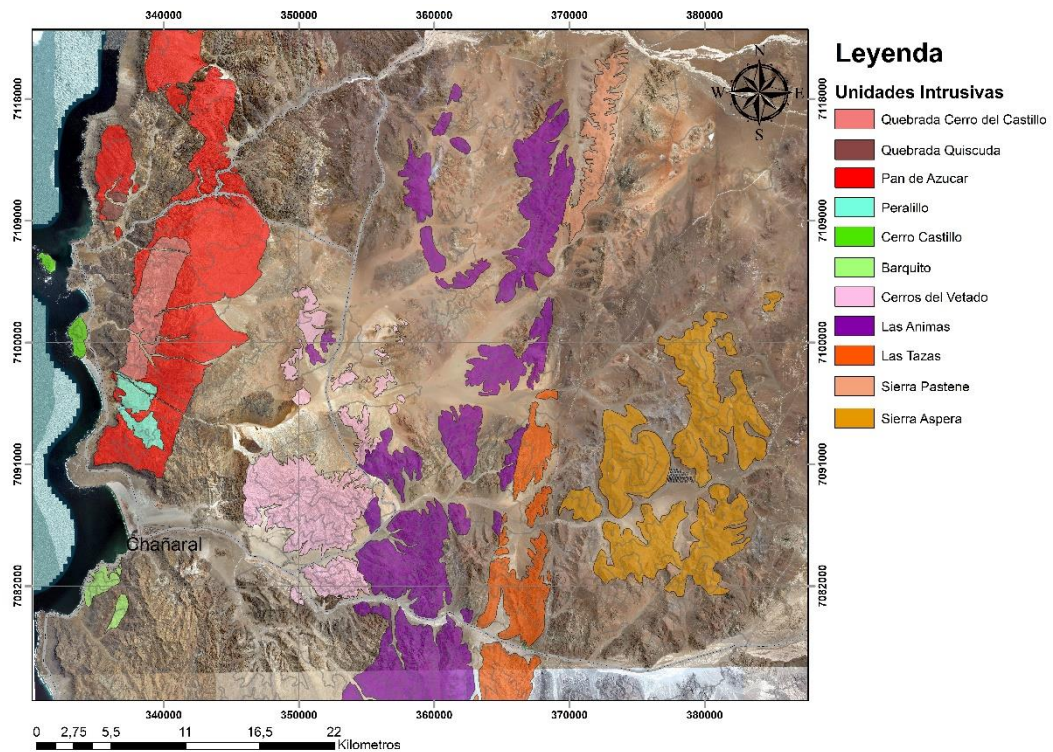 340000 350000 360000 370000 380000
Leyenda
Unidades Intrusivas
Quebrada Cerro del Castillo
Quebrada Quiscuda
Pan de Azucar
Peralillo
Cerro Castillo
Barquito
Cerros del Vetado
Las Animas
Las Tazas
Sierra Pastene
Sierra Aspera
N
W E
S
7118000 7118000
7109000 7109000
7100000 7100000
7091000 7091000
Chañaral
7082000 7082000
340000 350000 360000 370000 380000
0 2,75 5,5 11 16,5 22
Kilometros